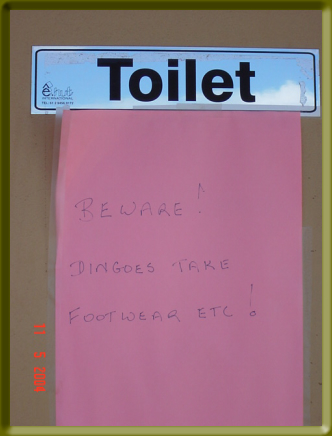 Toilet
BEWARE!
DINGOES TAKE
FOOTWEAR ETC!
11 5 2004